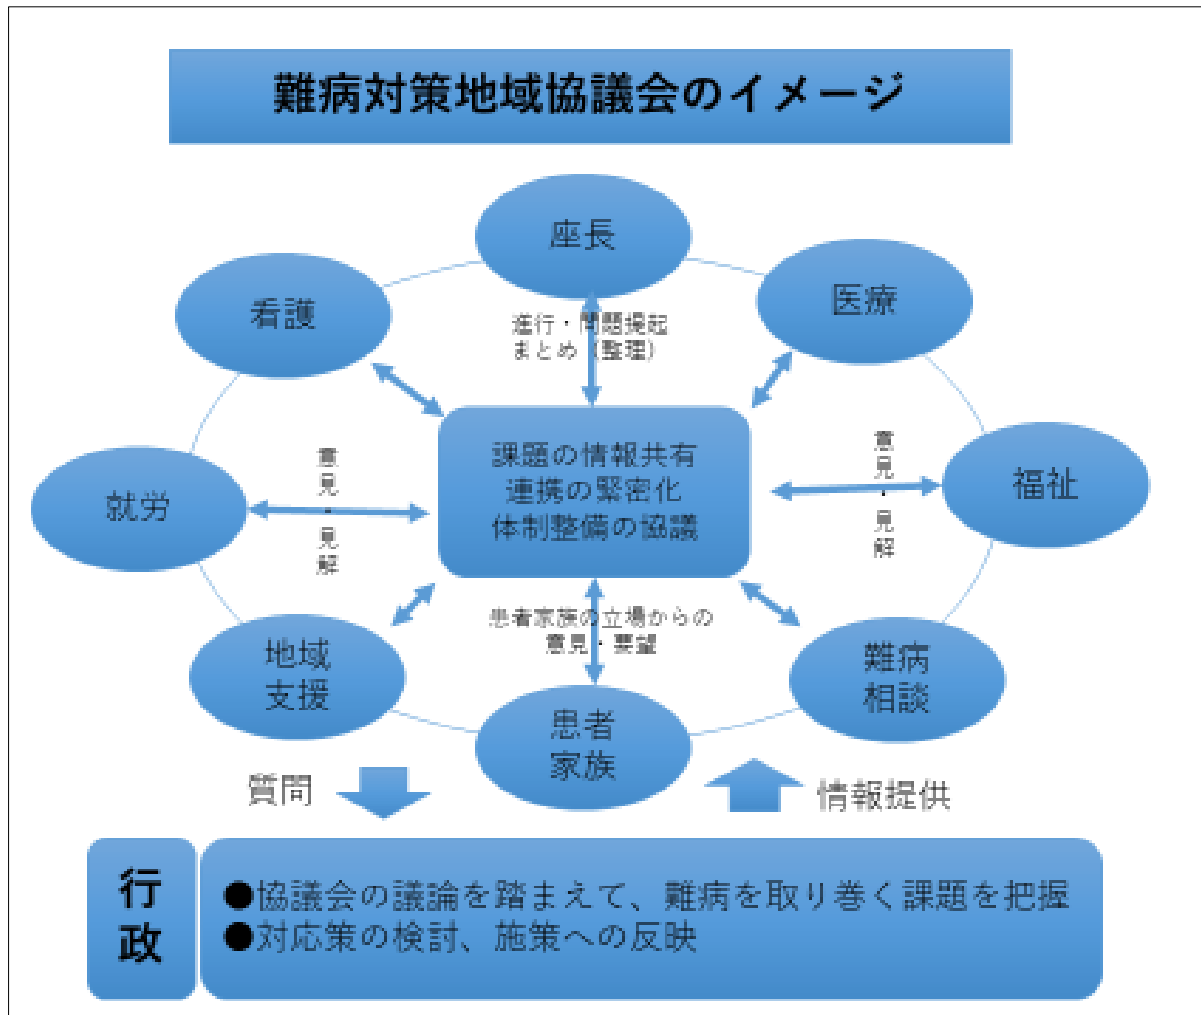 難病対策地域協議会のイメージ
座長
看護
医療
進行・問題提起
まとめ（整理）
就労
意見・見解
課題の情報共有
連携の緊密化
体制整備の協議
意見・見解
福祉
地域
支援
患者家族の立場からの
意見・要望
難病
相談
患者
家族
質問
情報提供
行政
●協議会の議論を踏まえて、難病を取り巻く課題を把握
●対応策の検討、施策への反映